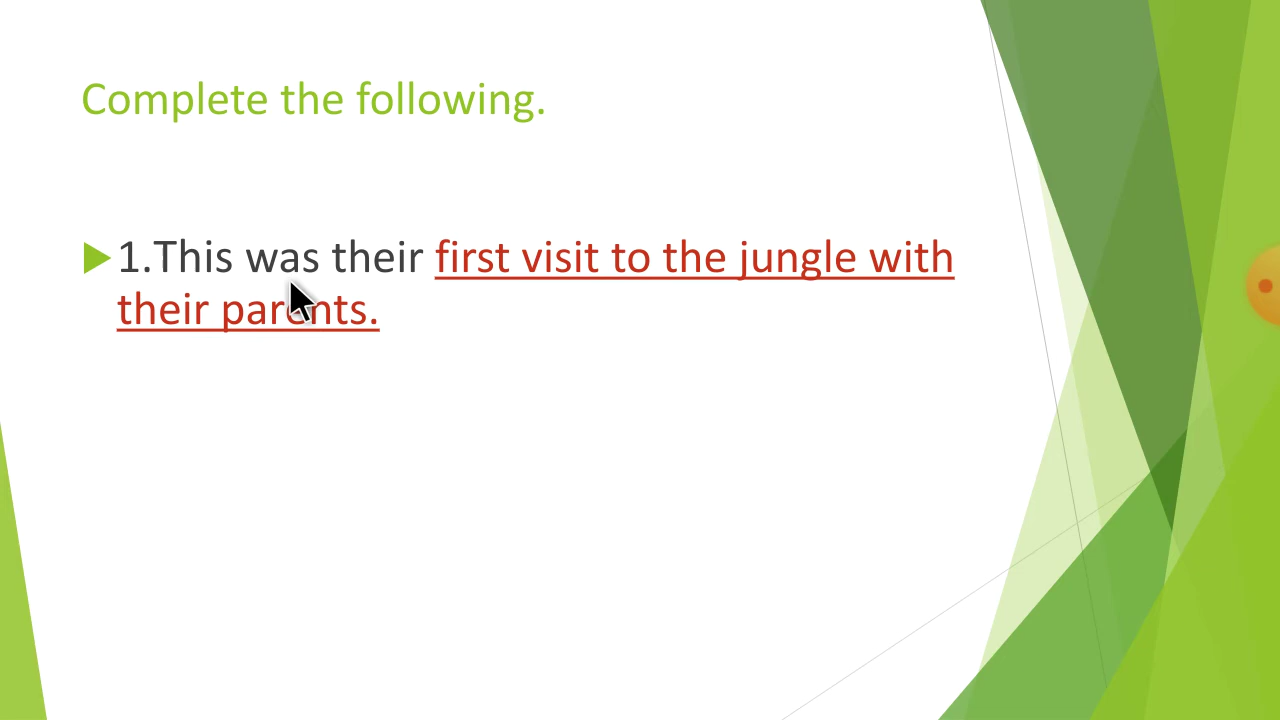 Complete the following.
1.This was their first visit to the jungle with
their parents.